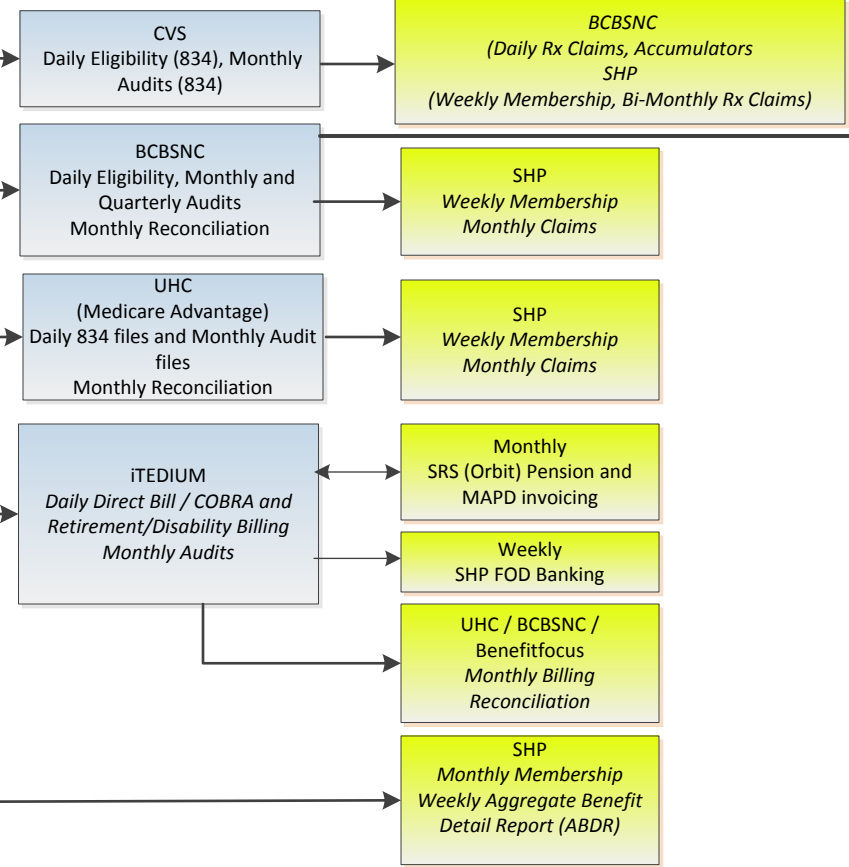 CVS
Daily Eligibility (834), Monthly
Audits (834)
BCBSNC
(Daily Rx Claims, Accumulators
SHP
(Weekly Membership, Bi-Monthly Rx Claims)
BCBSNC
Daily Eligibility, Monthly and
Quarterly Audits
Monthly Reconciliation
SHP
Weekly Membership
Monthly Claims
UHC
(Medicare Advantage)
Daily 834 files and Monthly Audit
files
Monthly Reconciliation
SHP
Weekly Membership
Monthly Claims
iTEDIUM
Daily Direct Bill / COBRA and
Retirement/Disability Billing
Monthly Audits
Monthly
SRS (Orbit) Pension and
MAPD invoicing
Weekly
SHP FOD Banking
UHC / BCBSNC /
Benefitfocus
Monthly Billing
Reconciliation
SHP
Monthly Membership
Weekly Aggregate Benefit
Detail Report (ABDR)